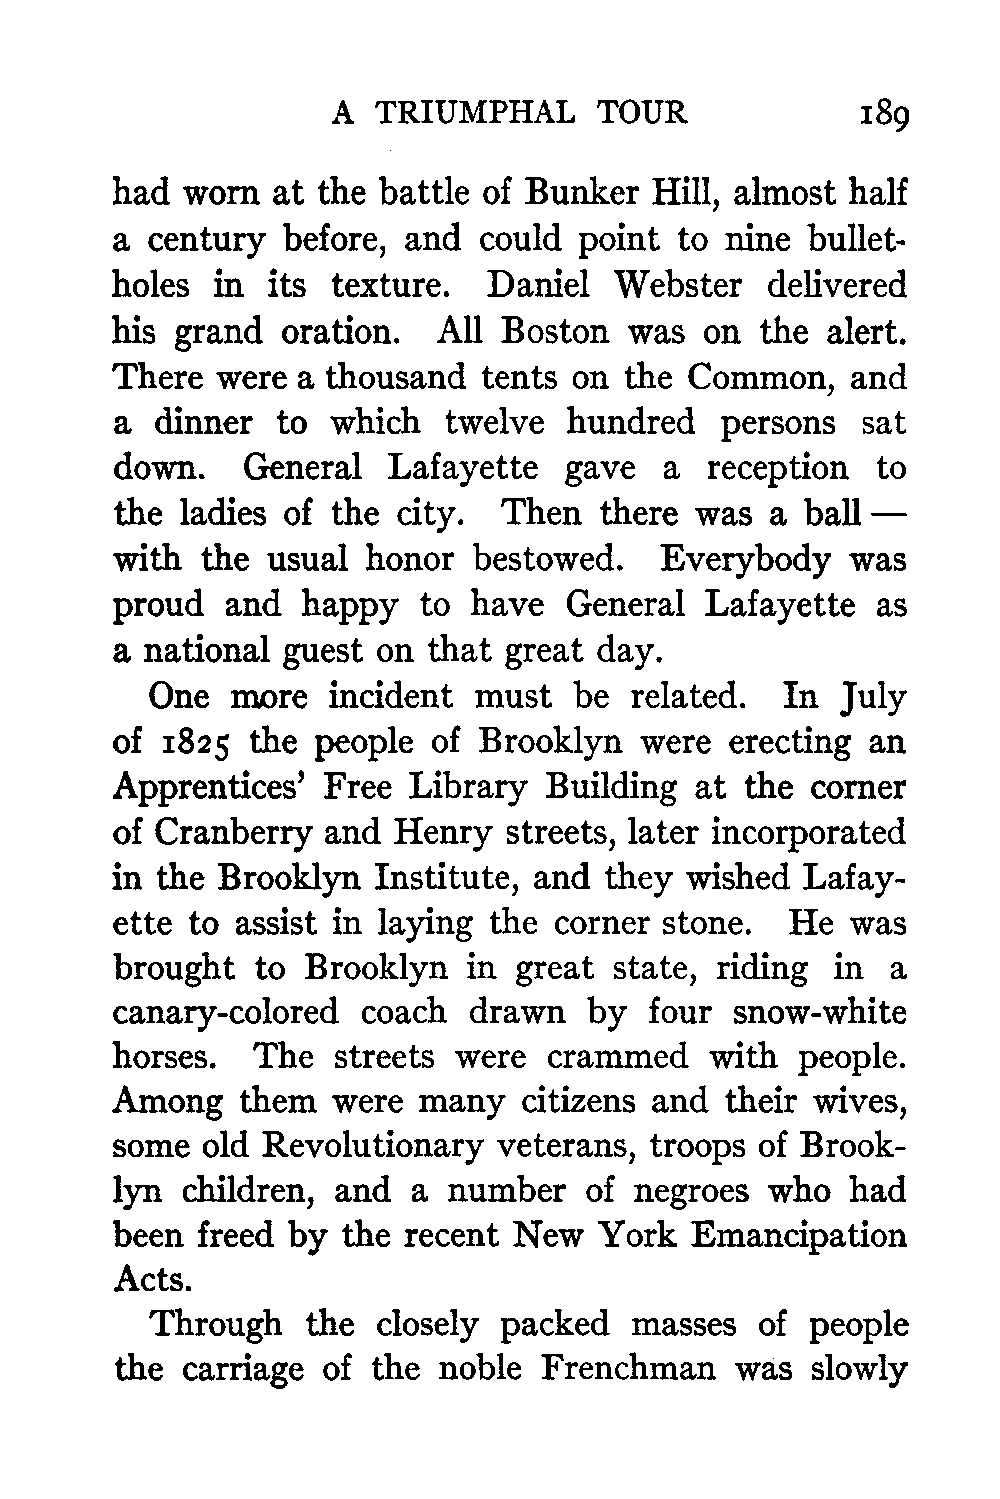 A TRIUMPHAL TOUR 189
had worn at the battle of Bunker Hill, almost half
a century before, and could point to nine bullet-
holes in its texture. Daniel Webster delivered
his grand oration. All Boston was on the alert.
There were a thousand tents on the Common, and
a dinner to which twelve hundred persons sat
down. General Lafayette gave a reception to
the ladies of the city. Then there was a ball —
with the usual honor bestowed. Everybody was
proud and happy to have General Lafayette as
a national guest on that great day.
One more incident must be related. In July
of 1825 the people of Brooklyn were erecting an
Apprentices' Free Library Building at the corner
of Cranberry and Henry streets, later incorporated
in the Brooklyn Institute, and they wished Lafay-
ette to assist in laying the corner stone. He was
brought to Brooklyn in great state, riding in a
canary-colored coach drawn by four snow-white
horses. The streets were crammed with people.
Among them were many citizens and their wives,
some old Revolutionary veterans, troops of Brook-
lyn children, and a number of negroes who had
been freed by the recent New York Emancipation
Acts.
Through the closely packed masses of people
the carriage of the noble Frenchman was slowly